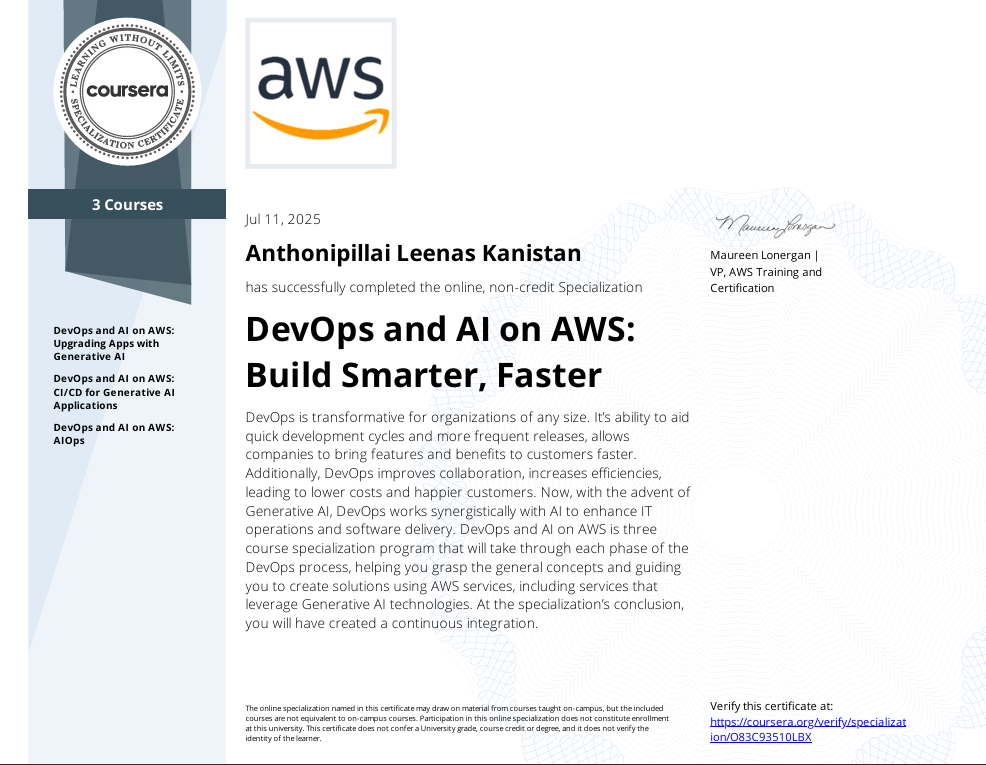 LEARNING WITHOUT LIMITS
coursera
SPECIALIZATION CERTIFICATE
aws
3 Courses
DevOps and AI on AWS:
Upgrading Apps with
Generative AI
DevOps and AI on AWS:
CI/CD for Generative AI
Applications
DevOps and AI on AWS:
AIOps
Jul 11, 2025
Anthonipillai Leenas Kanistan
has successfully completed the online, non-credit Specialization
DevOps and AI on AWS:
Build Smarter, Faster
DevOps is transformative for organizations of any size. It’s ability to aid
quick development cycles and more frequent releases, allows
companies to bring features and benefits to customers faster.
Additionally, DevOps improves collaboration, increases efficiencies,
leading to lower costs and happier customers. Now, with the advent of
Generative AI, DevOps works synergistically with AI to enhance IT
operations and software delivery. DevOps and AI on AWS is three
course specialization program that will take through each phase of the
DevOps process, helping you grasp the general concepts and guiding
you to create solutions using AWS services, including services that
leverage Generative AI technologies. At the specialization’s conclusion,
you will have created a continuous integration.
Maureen Lonergan
Maureen Lonergan |
VP, AWS Training and
Certification
The online specialization named in this certificate may draw on material from courses taught on-campus, but the included
courses are not equivalent to on-campus courses. Participation in this online specialization does not constitute enrollment
at this university. This certificate does not confer a University grade, course credit or degree, and it does not verify the
identity of the learner.
Verify this certificate at:
https://coursera.org/verify/specializat
ion/O83C93510LBX